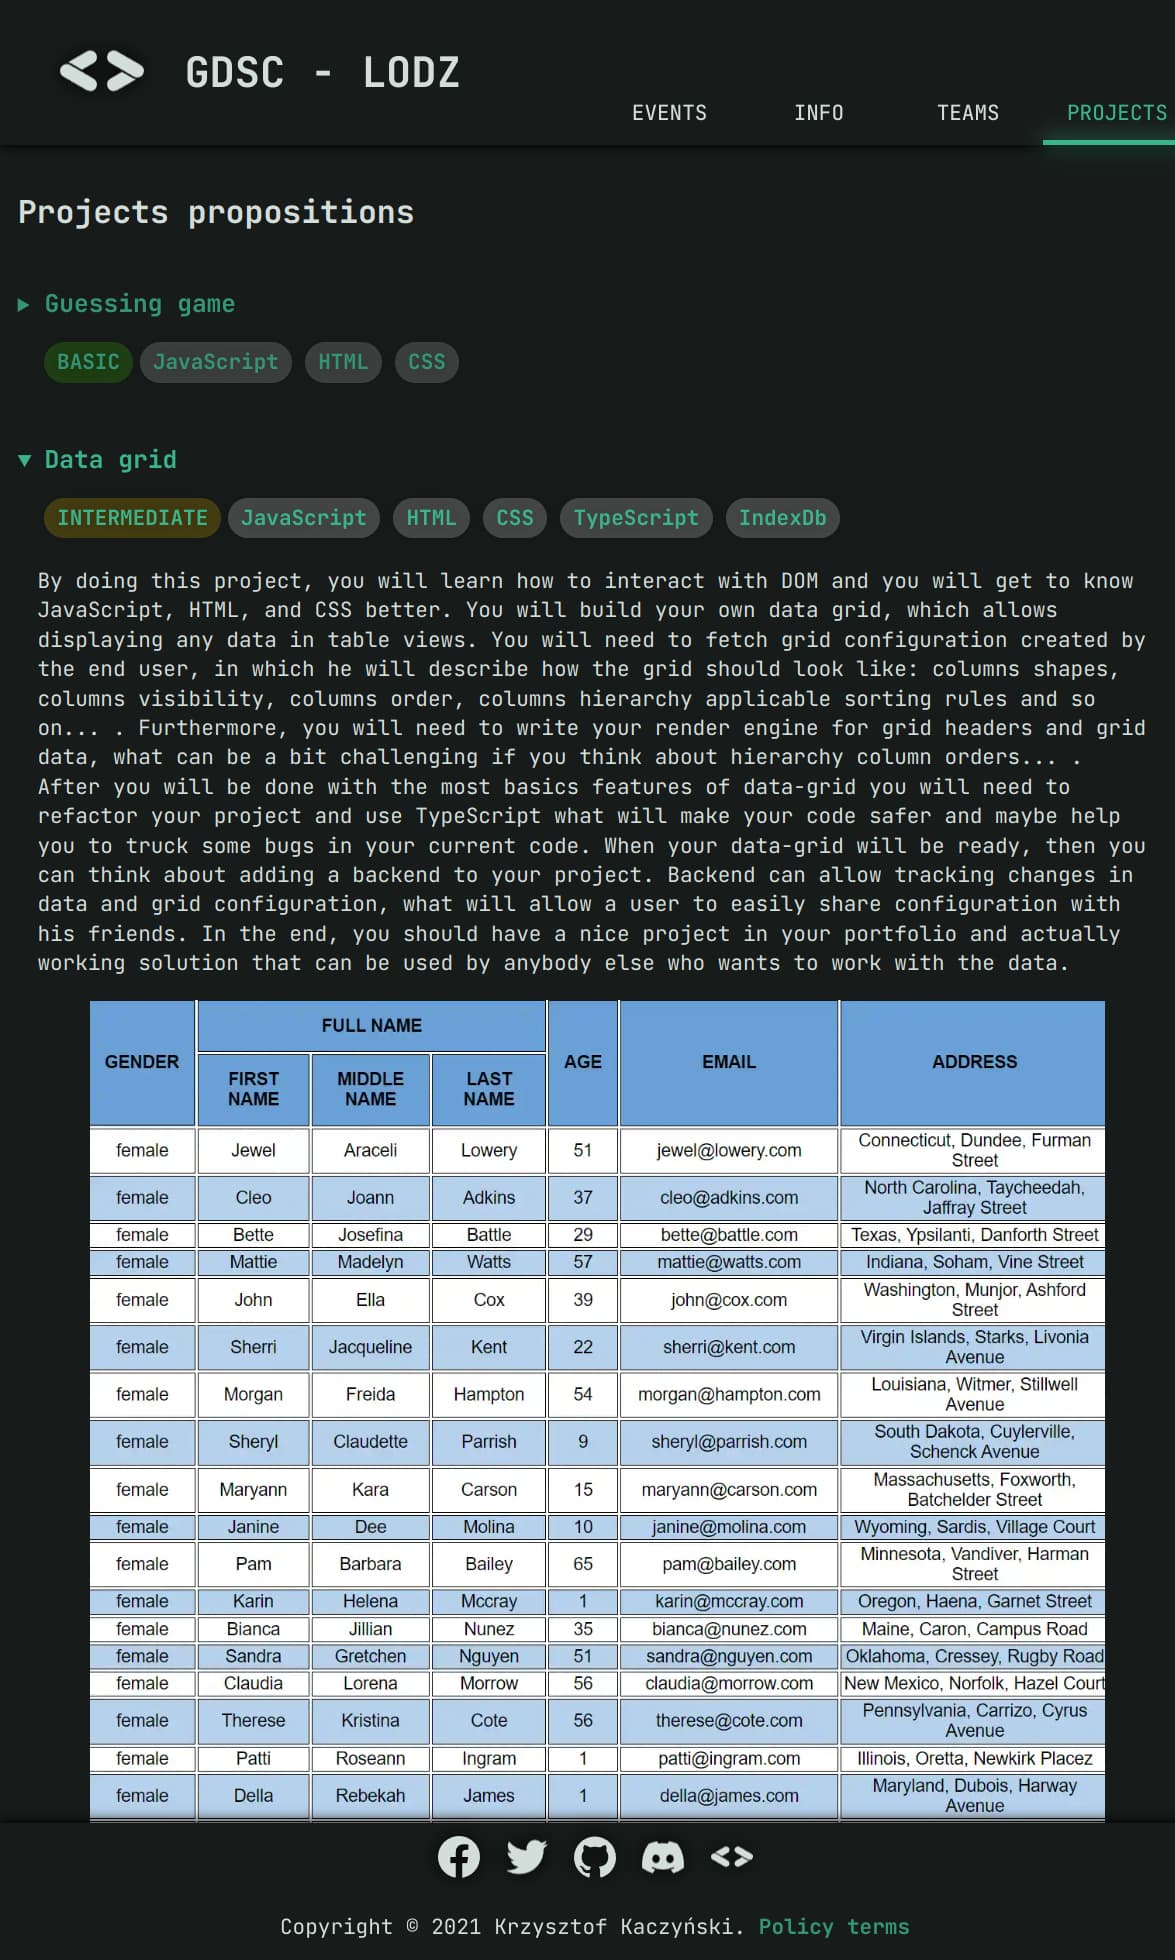 GDSC - LODZ
EVENTS INFO TEAMS PROJECTS
Projects propositions
Guessing game
BASIC JavaScript HTML CSS
Data grid
INTERMEDIATE JavaScript HTML CSS TypeScript IndexDb
By doing this project, you will learn how to interact with DOM and you will get to know
JavaScript, HTML, and CSS better. You will build your own data grid, which allows
displaying any data in table views. You will need to fetch grid configuration created by
the end user, in which he will describe how the grid should look like: columns shapes,
columns visibility, columns order, columns hierarchy applicable sorting rules and so
on... . Furthermore, you will need to write your render engine for grid headers and grid
data, what can be a bit challenging if you think about hierarchy column orders... .
After you will be done with the most basics features of data-grid you will need to
refactor your project and use TypeScript what will make your code safer and maybe help
you to truck some bugs in your current code. When your data-grid will be ready, then you
can think about adding a backend to your project. Backend can allow tracking changes in
data and grid configuration, what will allow a user to easily share configuration with
his friends. In the end, you should have a nice project in your portfolio and actually
working solution that can be used by anybody else who wants to work with the data.
GENDER FULL NAME AGE EMAIL ADDRESS
FIRST NAME MIDDLE NAME LAST NAME
female Jewel Araceli Lowery 51 jewel@lowery.com Connecticut, Dundee, Furman
Street
female Cleo Joann Adkins 37 cleo@adkins.com North Carolina, Taycheedah,
Jaffray Street
female Bette Josefina Battle 29 bette@battle.com Texas, Ypsilanti, Danforth Street
female Mattie Madelyn Watts 57 mattie@watts.com Indiana, Soham, Vine Street
female John Ella Cox 39 john@cox.com Washington, Munjor, Ashford
Street
female Sherri Jacqueline Kent 22 sherri@kent.com Virgin Islands, Starks, Livonia
Avenue
female Morgan Freida Hampton 54 morgan@hampton.com Louisiana, Witmer, Stillwell
Avenue
female Sheryl Claudette Parrish 9 sheryl@parrish.com South Dakota, Cuylerville,
Schenck Avenue
female Maryann Kara Carson 15 maryann@carson.com Massachusetts, Foxworth,
Batchelder Street
female Janine Dee Molina 10 janine@molina.com Wyoming, Sardis, Village Court
female Pam Barbara Bailey 65 pam@bailey.com Minnesota, Vandiver, Harman
Street
female Karin Helena Mccray 1 karin@mccray.com Oregon, Haena, Garnet Street
female Bianca Jillian Nunez 35 bianca@nunez.com Maine, Caron, Campus Road
female Sandra Gretchen Nguyen 51 sandra@nguyen.com Oklahoma, Cressey, Rugby Road
female Claudia Lorena Morrow 56 claudia@morrow.com New Mexico, Norfolk, Hazel Court
female Therese Kristina Cote 56 therese@cote.com Pennsylvania, Carrizo, Cyrus
Avenue
female Patti Roseann Ingram 1 patti@ingram.com Illinois, Oretta, Newkirk Placez
female Della Rebekah James 1 della@james.com Maryland, Dubois, Harway
Avenue
Copyright © 2021 Krzysztof Kaczyński. Policy terms